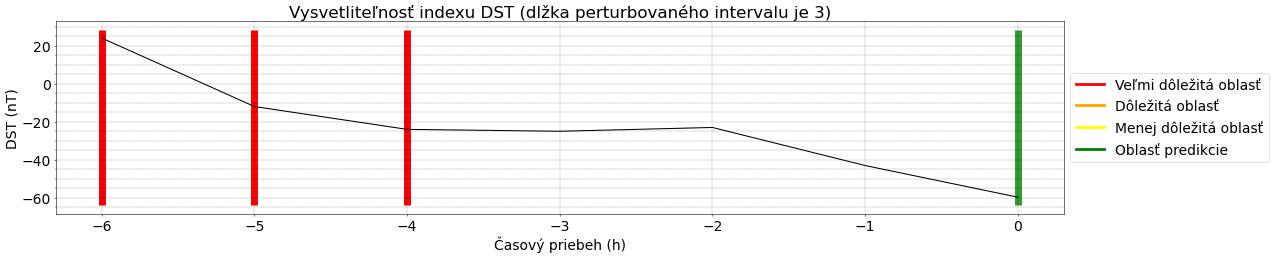 Vysvetliteľnosť indexu DST (dlžka perturbovaného intervalu je 3)
DST (nT)
20
0
−20
−40
−60
−6
−5
−4
−3
−2
−1
0
Časový priebeh (h)
Veľmi dôležitá oblasť
Dôležitá oblasť
Menej dôležitá oblasť
Oblasť predikcie